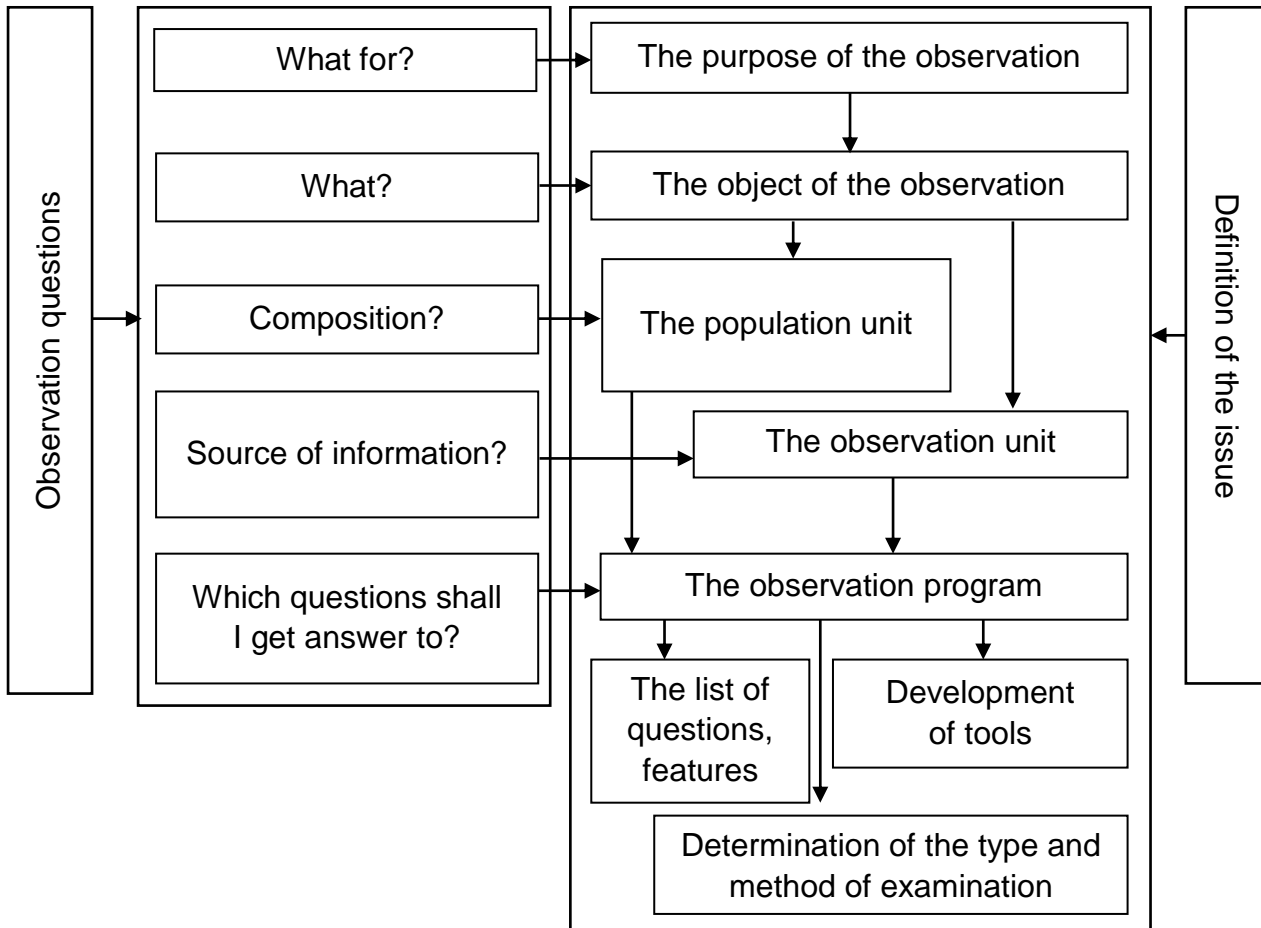 Observation questions
What for?
The purpose of the observation
What?
The object of the observation
Composition?
The population unit
Source of information?
The observation unit
Which questions shall
I get answer to?
The observation program
The list of
questions,
features
Development
of tools
Determination of the type and
method of examination
Definition of the issue